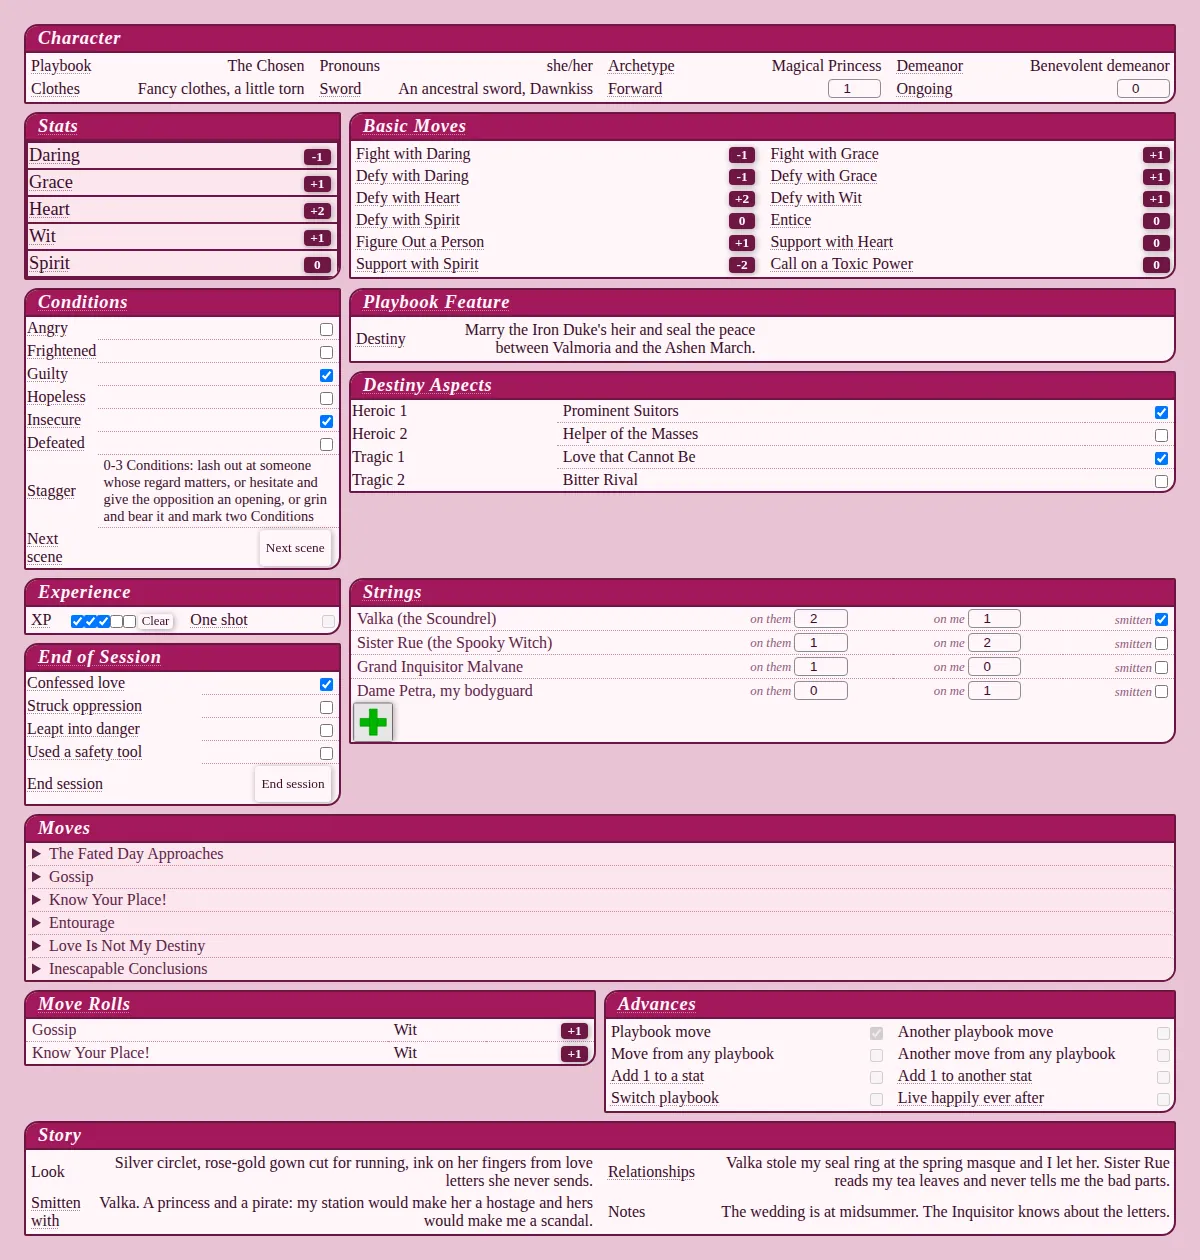 Character
Playbook The Chosen Pronouns she/her Archetype Magical Princess Demeanor Benevolent demeanor
Clothes Fancy clothes, a little torn Sword An ancestral sword, Dawnkiss Forward 1 Ongoing 0
Stats
Daring -1
Grace +1
Heart +2
Wit +1
Spirit 0
Basic Moves
Fight with Daring -1 Fight with Grace +1
Defy with Daring -1 Defy with Grace +1
Defy with Heart +2 Defy with Wit +1
Defy with Spirit 0 Entice 0
Figure Out a Person +1 Support with Heart 0
Support with Spirit -2 Call on a Toxic Power 0
Conditions
Angry
Frightened
Guilty
Hopeless
Insecure
Defeated
Stagger
0-3 Conditions: lash out at someone
whose regard matters, or hesitate and
give the opposition an opening, or grin
and bear it and mark two Conditions
Next
scene
Next scene
Playbook Feature
Destiny
Marry the Iron Duke's heir and seal the peace
between Valmoria and the Ashen March.
Destiny Aspects
Heroic 1 Prominent Suitors
Heroic 2 Helper of the Masses
Tragic 1 Love that Cannot Be
Tragic 2 Bitter Rival
Experience
XP Clear One shot
End of Session
Confessed love
Struck oppression
Leapt into danger
Used a safety tool
End session End session
Strings
Valka (the Scoundrel) on them 2 on me 1 smitten
Sister Rue (the Spooky Witch) on them 1 on me 2 smitten
Grand Inquisitor Malvane on them 1 on me 0 smitten
Dame Petra, my bodyguard on them 0 on me 1 smitten
Moves
The Fated Day Approaches
Gossip
Know Your Place!
Entourage
Love Is Not My Destiny
Inescapable Conclusions
Move Rolls
Gossip Wit +1
Know Your Place! Wit +1
Advances
Playbook move Another playbook move
Move from any playbook Another move from any playbook
Add 1 to a stat Add 1 to another stat
Switch playbook Live happily ever after
Story
Look
Silver circlet, rose-gold gown cut for running, ink on her fingers from love
letters she never sends.
Relationships
Valka stole my seal ring at the spring masque and I let her. Sister Rue
reads my tea leaves and never tells me the bad parts.
Smitten
with
Valka. A princess and a pirate: my station would make her a hostage and hers
would make me a scandal.
Notes The wedding is at midsummer. The Inquisitor knows about the letters.